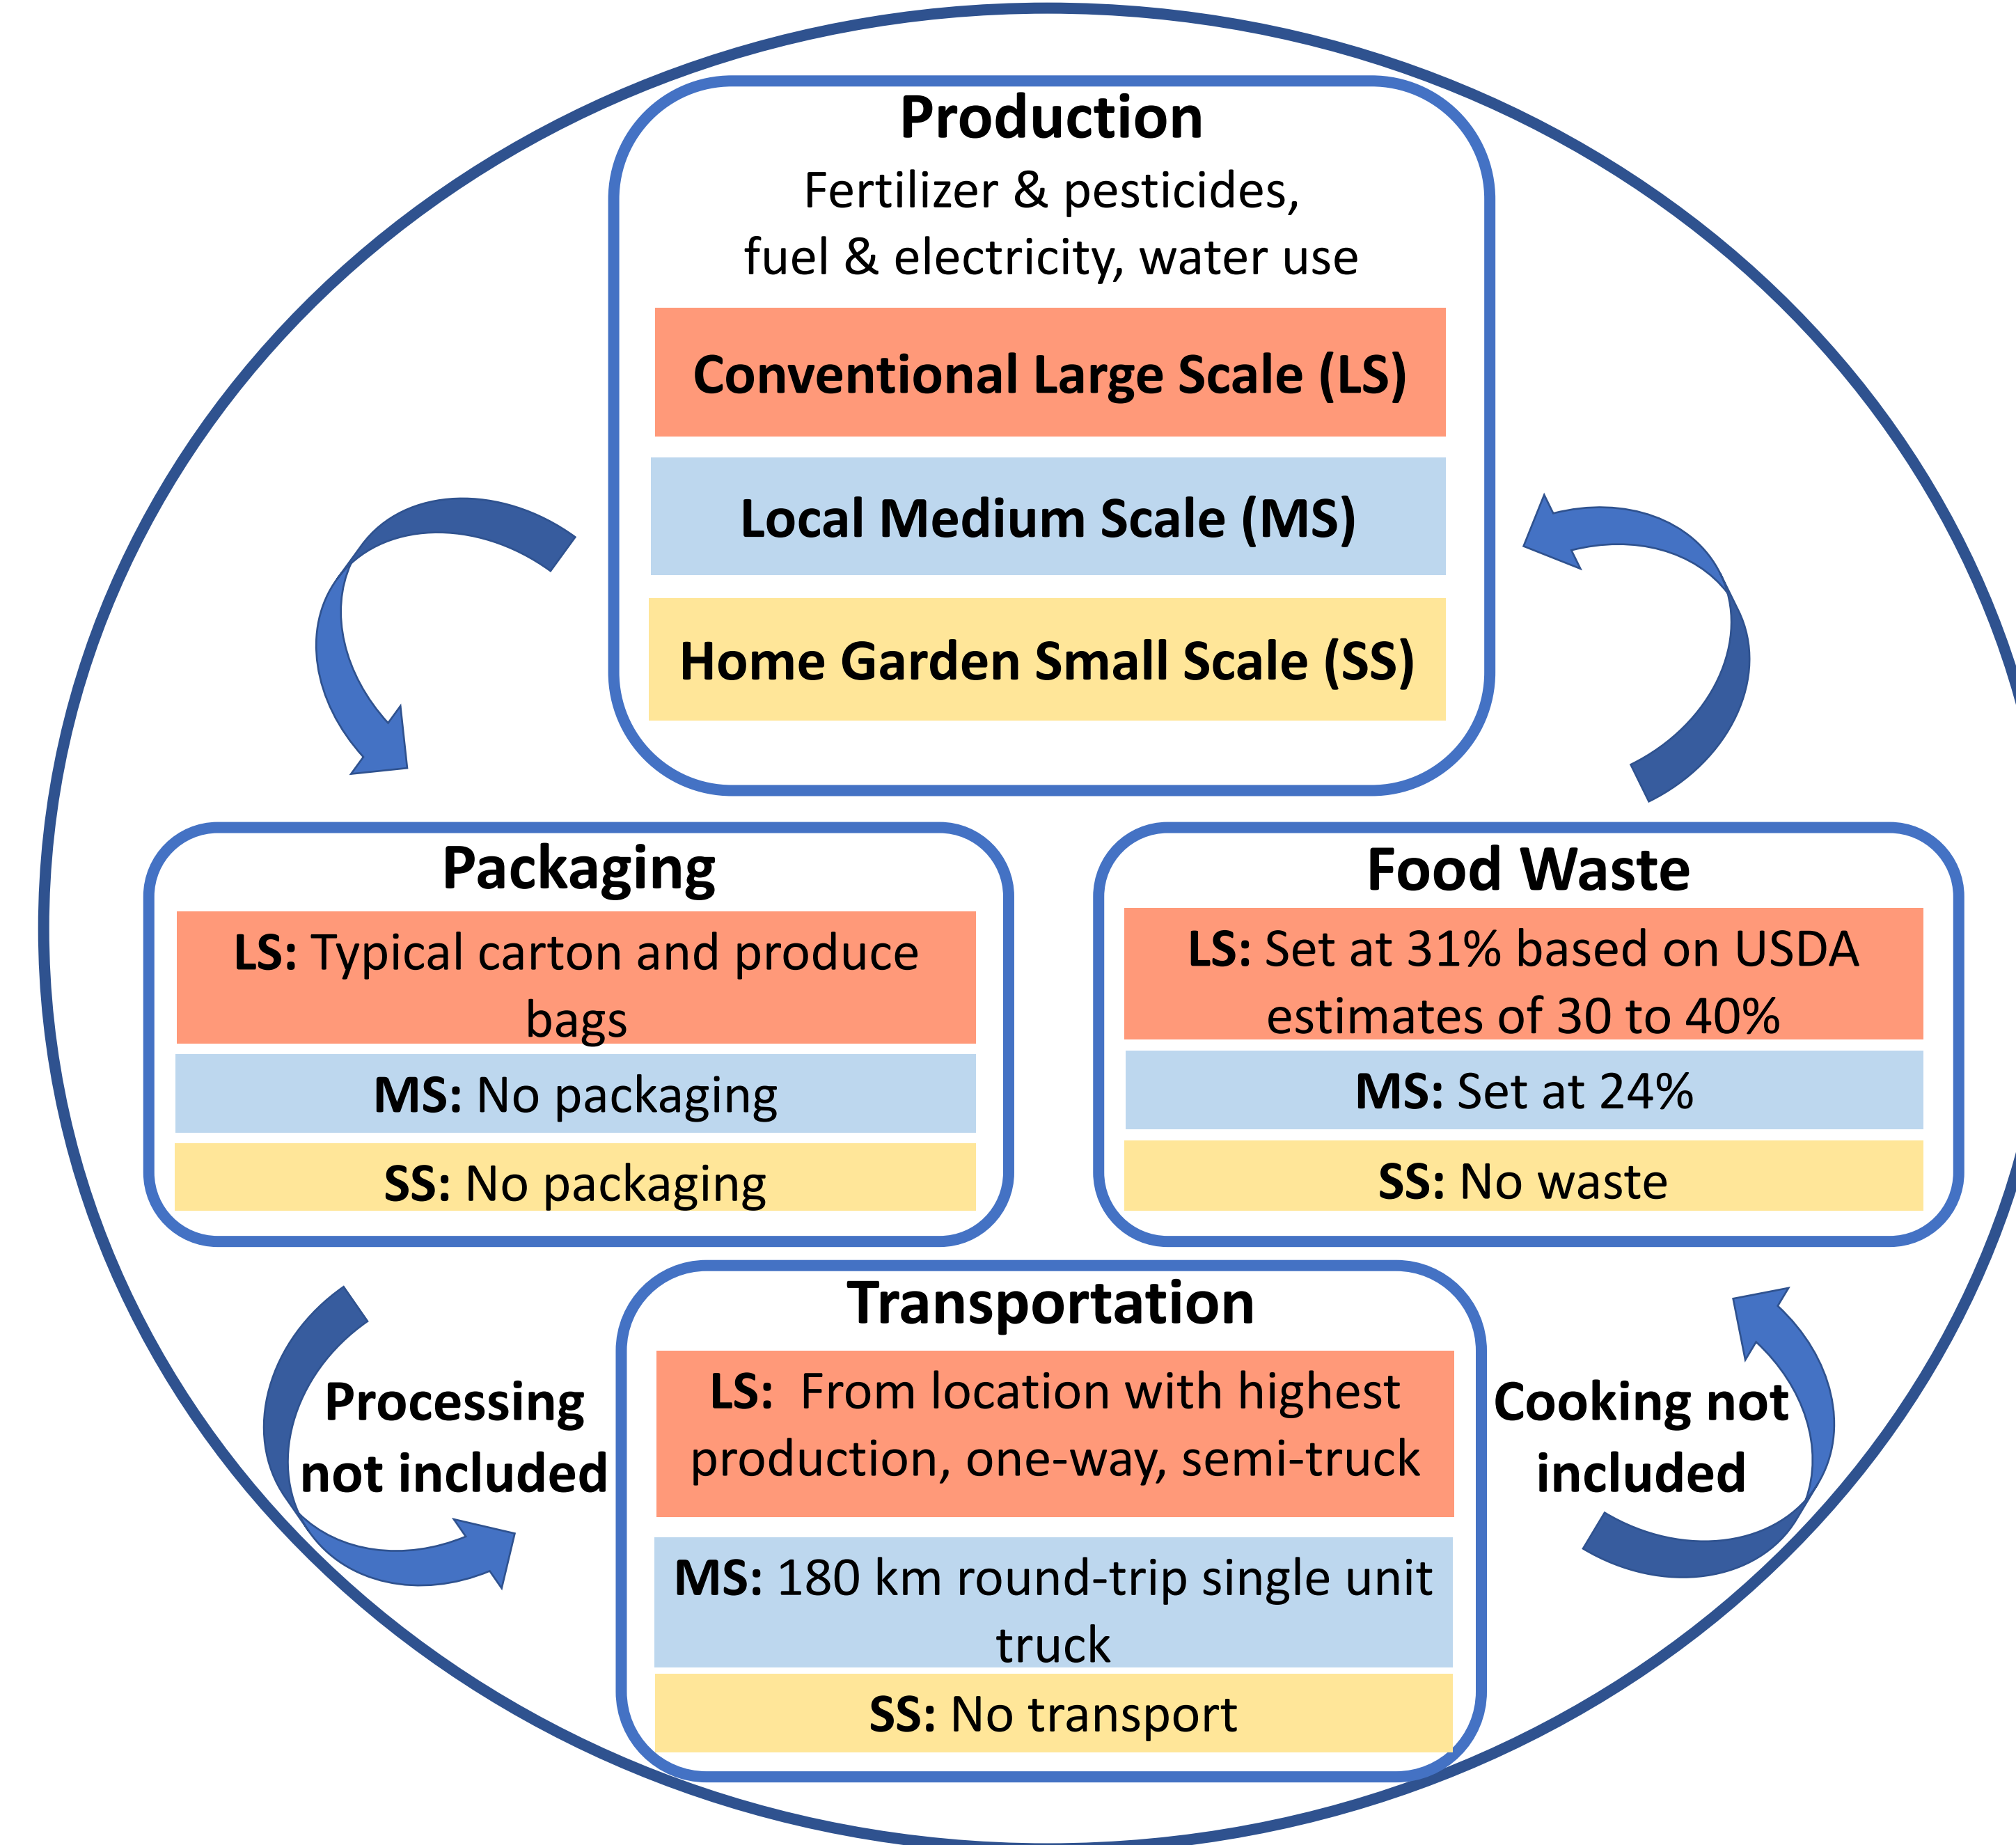 Production
Fertilizer & pesticides,
fuel & electricity, water use
Conventional Large Scale (LS)
Local Medium Scale (MS)
Home Garden Small Scale (SS)
Packaging
LS: Typical carton and produce
bags
MS: No packaging
SS: No packaging
Food Waste
LS: Set at 31% based on USDA
estimates of 30 to 40%
MS: Set at 24%
SS: No waste
Processing
not included
Transportation
LS: From location with highest
production, one-way, semi-truck
MS: 180 km round-trip single unit
truck
SS: No transport
Cooking not
included